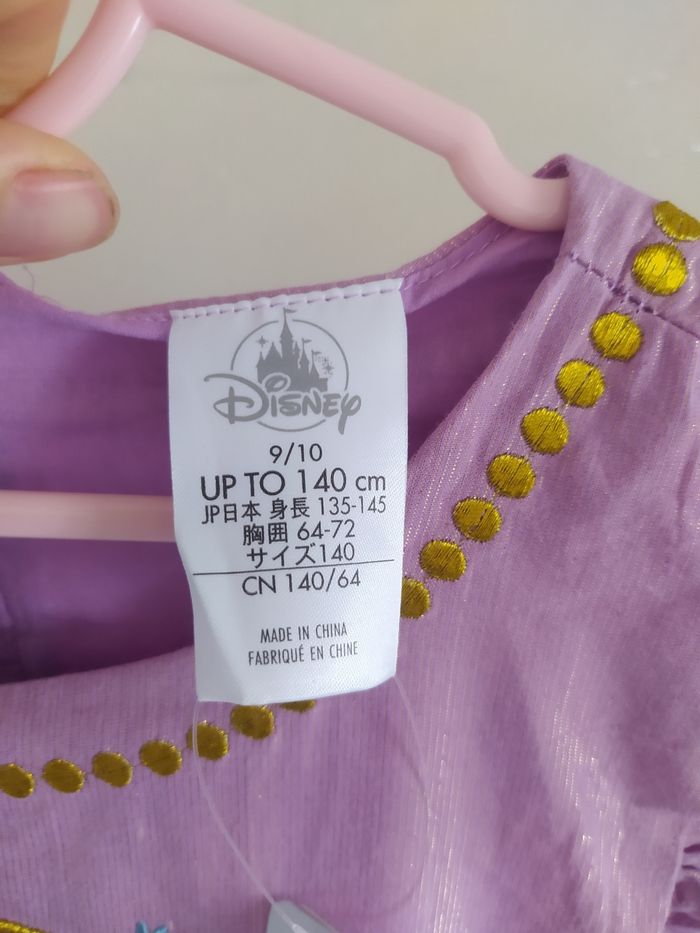 Disney
9/10
UP TO 140 cm
JP日本 身長 135-145
胸囲 64-72
サイズ140
CN 140/64
MADE IN CHINA
FABRIQUÉ EN CHINE